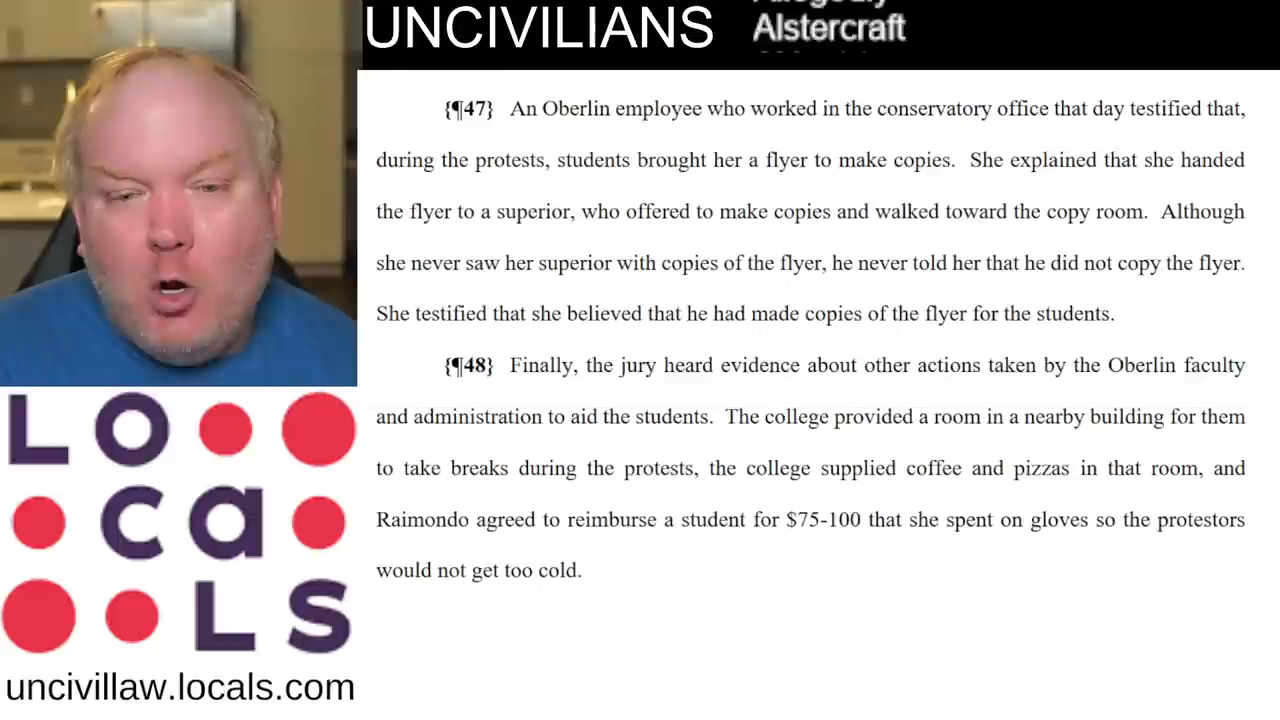 UNCIVILIANS
Alstercraft
{¶47} An Oberlin employee who worked in the conservatory office that day testified that,
during the protests, students brought her a flyer to make copies. She explained that she handed
the flyer to a superior, who offered to make copies and walked toward the copy room. Although
she never saw her superior with copies of the flyer, he never told her that he did not copy the flyer.
She testified that she believed that he had made copies of the flyer for the students.
{¶48} Finally, the jury heard evidence about other actions taken by the Oberlin faculty
and administration to aid the students. The college provided a room in a nearby building for them
to take breaks during the protests, the college supplied coffee and pizzas in that room, and
Raimondo agreed to reimburse a student for $75-100 that she spent on gloves so the protestors
would not get too cold.
LO
ca
LS
uncivillaw.locals.com